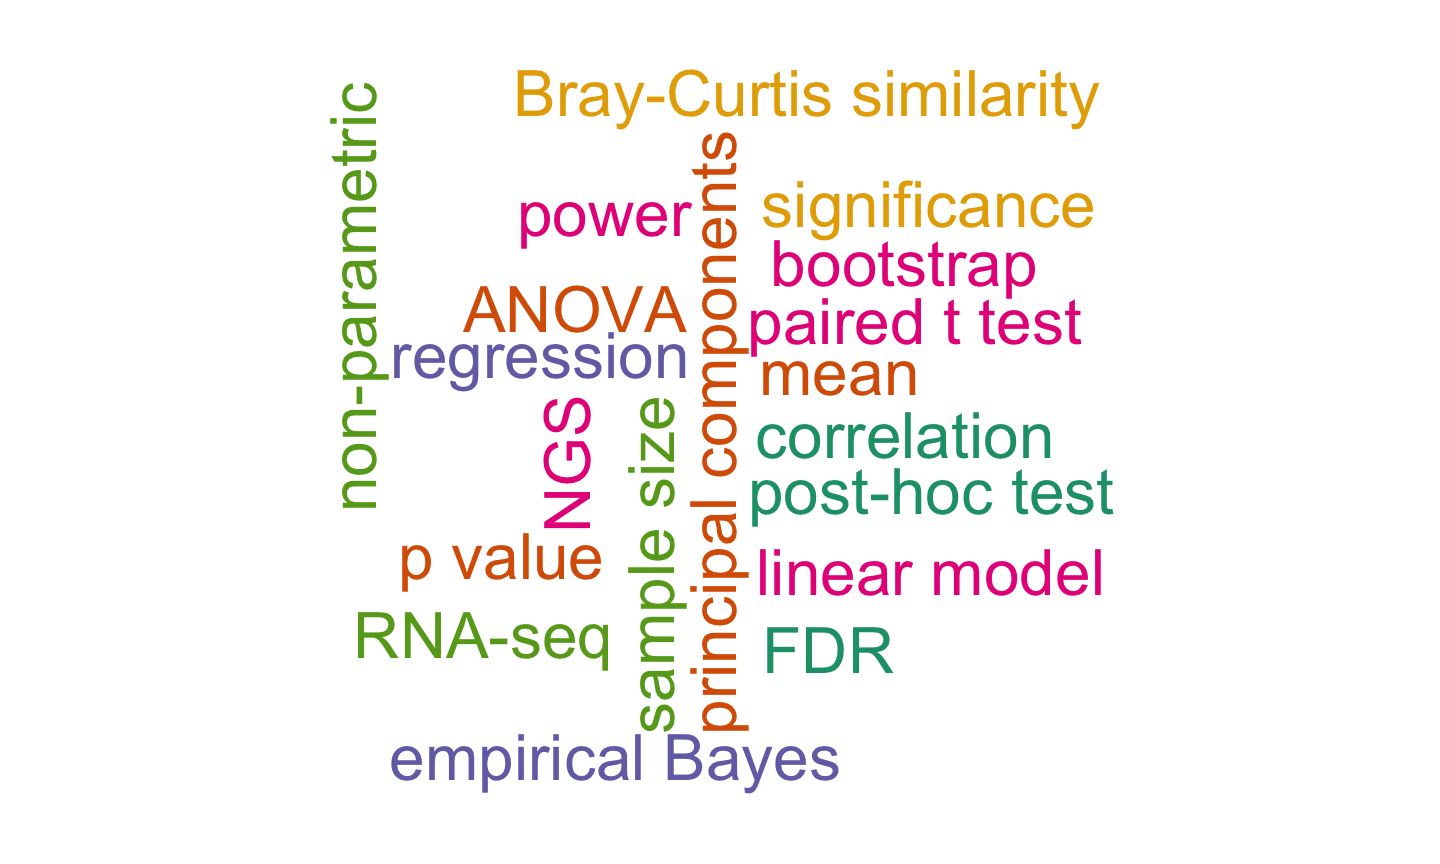 Bray-Curtis similarity
non-parametric
principal components
power
significance
bootstrap
ANOVA
paired t test
regression
mean
NGS
sample size
correlation
post-hoc test
p value
linear model
RNA-seq
FDR
empirical Bayes